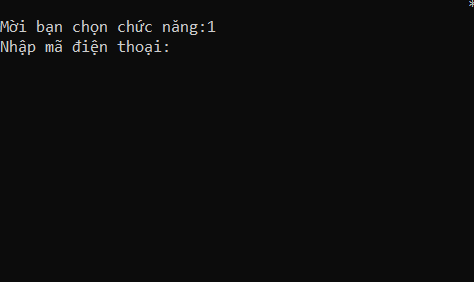 *
Mời bạn chọn chức năng:1
Nhập mã điện thoại: